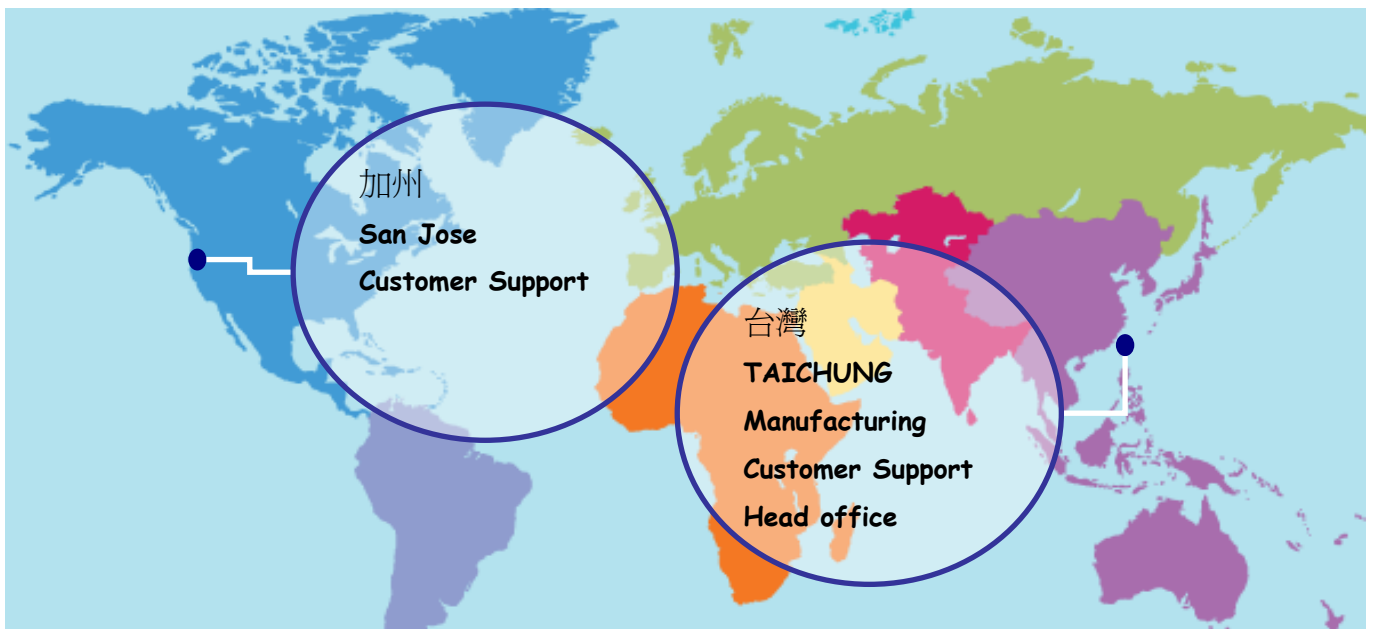 加州
San Jose
Customer Support
台灣
TAICHUNG
Manufacturing
Customer Support
Head office